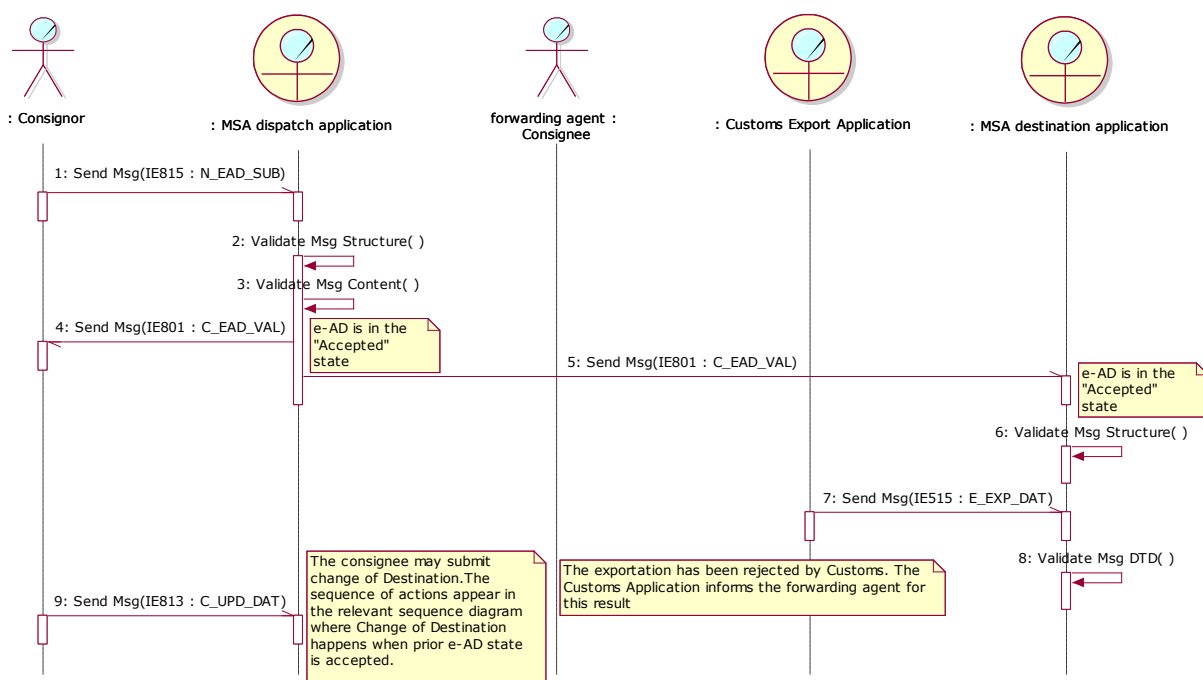 : Consignor
: MSA dispatch application
forwarding agent :
Consignee
: Customs Export Application
: MSA destination application
1: Send Msg(IE815 : N_EAD_SUB)
2: Validate Msg Structure( )
3: Validate Msg Content( )
4: Send Msg(IE801 : C_EAD_VAL)
e-AD is in the
"Accepted"
state
5: Send Msg(IE801 : C_EAD_VAL)
e-AD is in the
"Accepted"
state
6: Validate Msg Structure( )
7: Send Msg(IE515 : E_EXP_DAT)
8: Validate Msg DTD( )
The consignee may submit
change of Destination.The
sequence of actions appear in
the relevant sequence diagram
where Change of Destination
happens when prior e-AD state
is accepted.
The exportation has been rejected by Customs. The
Customs Application informs the forwarding agent for
this result
9: Send Msg(IE813 : C_UPD_DAT)